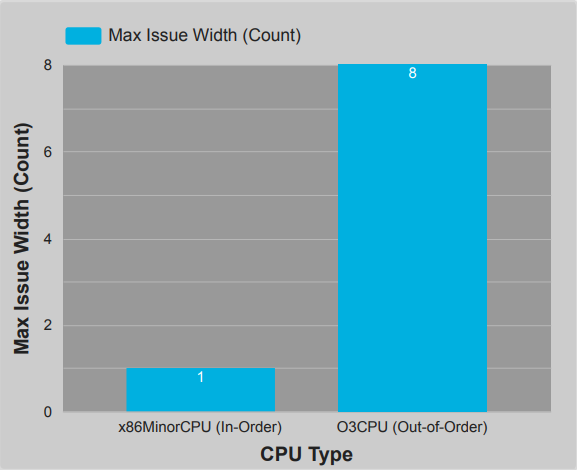 Max Issue Width (Count)
8
8
6
Max Issue Width (Count)
4
2
1
0
x86MinorCPU (In-Order)
O3CPU (Out-of-Order)
CPU Type